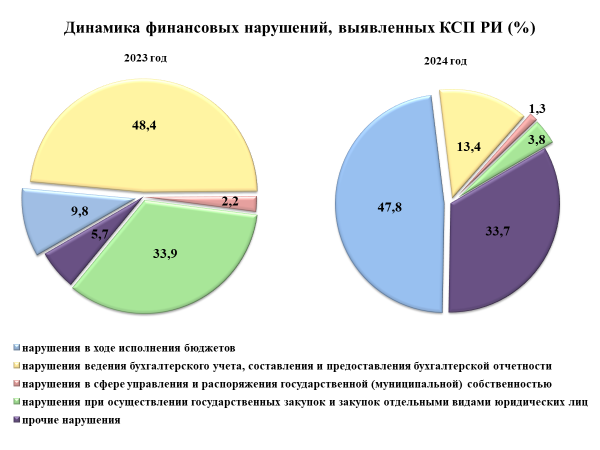 Динамика финансовых нарушений, выявленных КСП РИ (%)
2023 год
2024 год
48,4
9,8
5,7
2,2
33,9
1,3
13,4
3,8
47,8
33,7
нарушения в ходе исполнения бюджетов
нарушения ведения бухгалтерского учета, составления и предоставления бухгалтерской отчетности
нарушения в сфере управления и распоряжения государственной (муниципальной) собственностью
нарушения при осуществлении государственных закупок и закупок отдельными видами юридических лиц
прочие нарушения